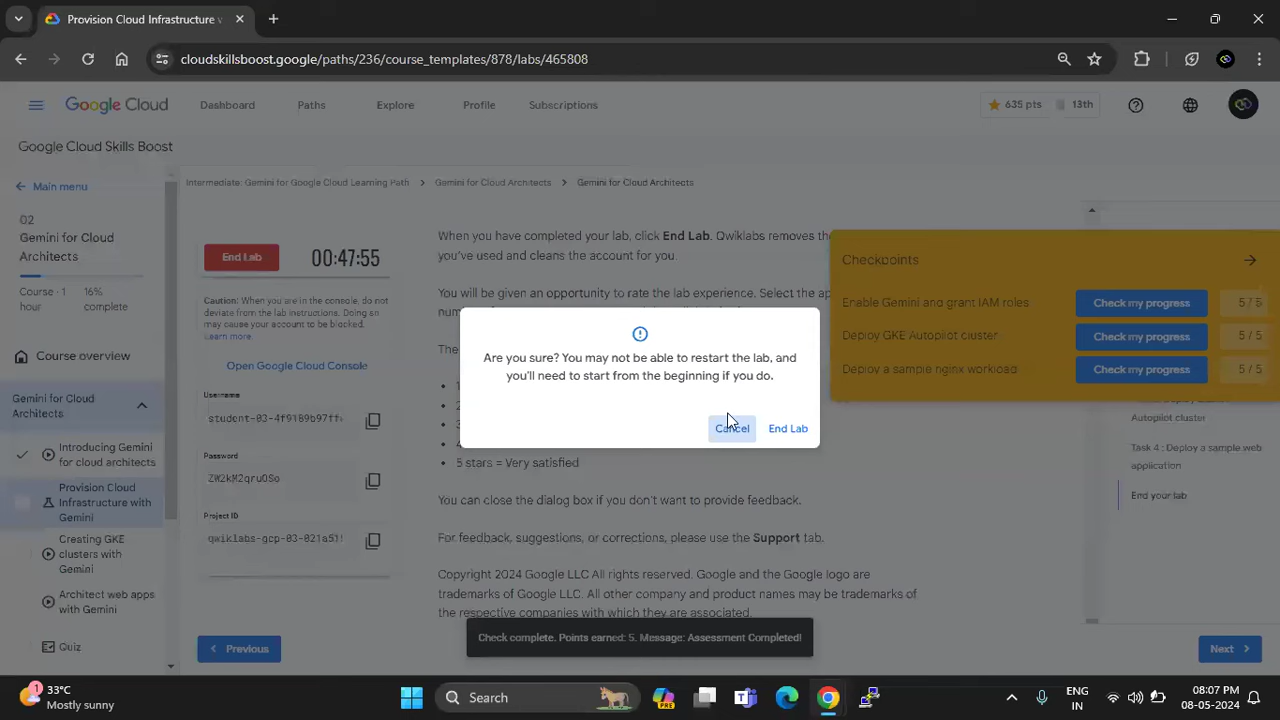 Provision Cloud Infrastructure w
cloudskillsboost.google/paths/236/course_templates/878/labs/465808
Google Cloud
Dashboard
Paths
Explore
Profile
Subscriptions
635 pts
13th
Google Cloud Skills Boost
Main menu
02
Gemini for Cloud
Architects
Course · 1
hour
16%
complete
Course overview
Gemini for Cloud
Architects
Introducing Gemini
for cloud architects
Provision Cloud
Infrastructure with
Gemini
Creating GKE
clusters with
Gemini
Architect web apps
with Gemini
Quiz
Intermediate: Gemini for Google Cloud Learning Path
Gemini for Cloud Architects
Gemini for Cloud Architects
End Lab
00:47:55
Caution: When you are in the console, do not
deviate from the lab instructions. Doing so
may cause your account to be blocked.
Learn more.
Open Google Cloud Console
Username
student-03-4f9189b97ff
Password
ZW2kM2qruOSo
Project ID
qwiklabs-gcp-03-021a51
Previous
When you have completed your lab, click End Lab. Qwiklabs removes the
you've used and cleans the account for you.
You will be given an opportunity to rate the lab experience. Select the
num
The
Are you sure? You may not be able to restart the lab, and
you'll need to start from the beginning if you do.
Cancel
End Lab
5 stars = Very satisfied
You can close the dialog box if you don't want to provide feedback.
For feedback, suggestions, or corrections, please use the Support tab.
Copyright 2024 Google LLC All rights reserved. Google and the Google logo are
trademarks of Google LLC. All other company and product names may be trademarks of
the respective companies with which they are associated.
Check complete. Points earned: 5. Message: Assessment Completed!
Checkpoints
Enable Gemini and grant IAM roles
Check my progress
5 / 5
Deploy GKE Autopilot cluster
Check my progress
5 / 5
Deploy a sample nginx workload
Check my progress
5 / 5
Autopilot cluster
Task 4 : Deploy a sample web
application
End your lab
Next
33°C
Mostly sunny
1
Search
PRE
ENG
IN
08:07 PM
08-05-2024